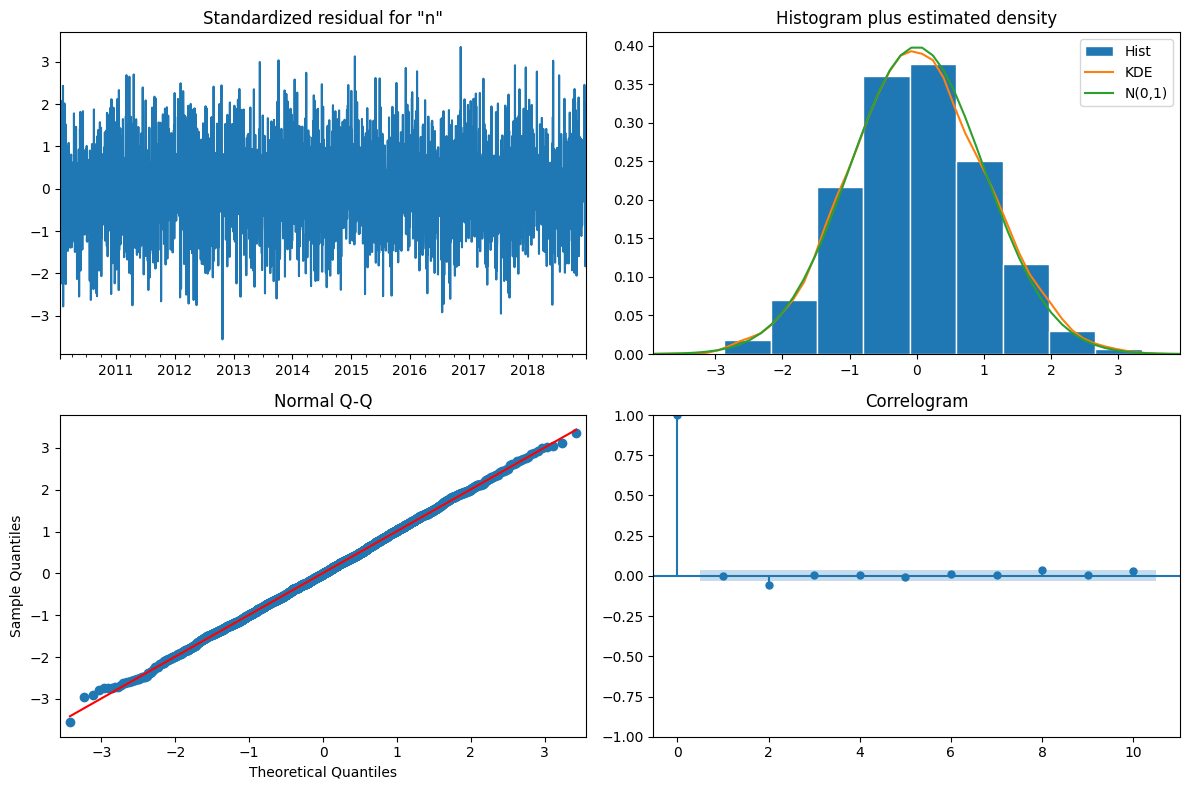 Standardized residual for "n"
3
2
1
0
−1
−2
−3
2011 2012 2013 2014 2015 2016 2017 2018
Histogram plus estimated density
Hist
KDE
N(0,1)
0.40
0.35
0.30
0.25
0.20
0.15
0.10
0.05
0.00
−3 −2 −1 0 1 2 3
Normal Q-Q
Sample Quantiles
3
2
1
0
−1
−2
−3
−3 −2 −1 0 1 2 3
Theoretical Quantiles
Correlogram
1.00
0.75
0.50
0.25
0.00
−0.25
−0.50
−0.75
−1.00
0 2 4 6 8 10